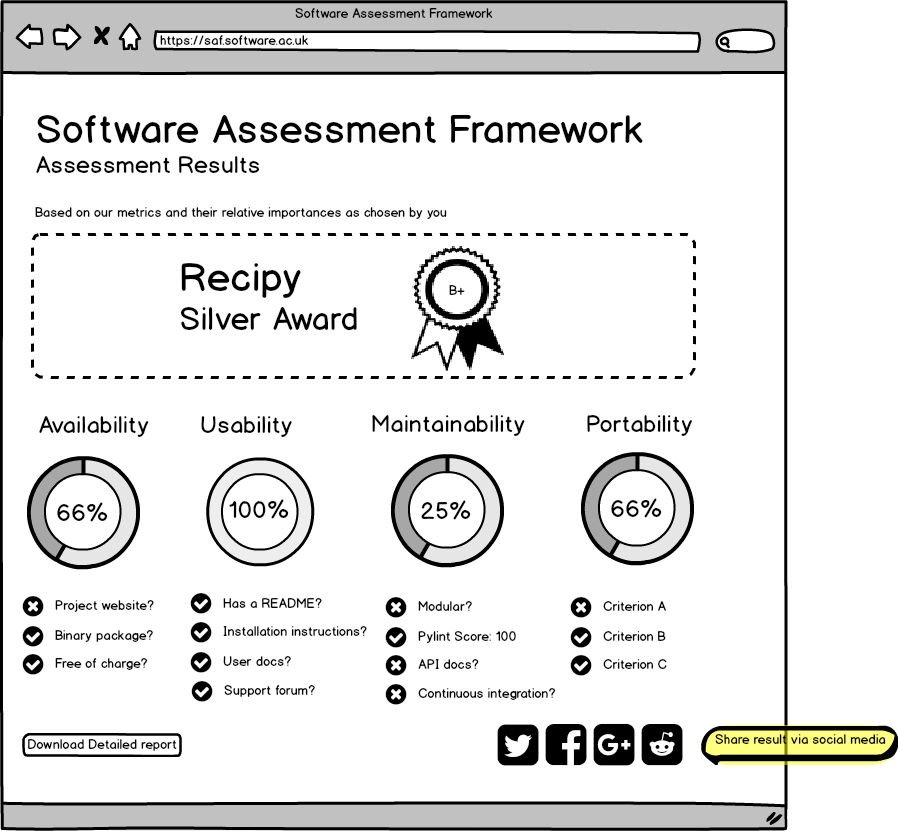 Software Assessment Framework
https://saf.software.ac.uk
Software Assessment Framework
Assessment Results
Based on our metrics and their relative importances as chosen by you
Recipy
Silver Award
B+
Availability
Usability
Maintainability
Portability
66%
100%
25%
66%
Project website?
Binary package?
Free of charge?
Has a README?
Installation instructions?
User docs?
Support forum?
Modular?
Pylint Score: 100
API docs?
Continuous integration?
Criterion A
Criterion B
Criterion C
Download Detailed report
G+
Share result via social media